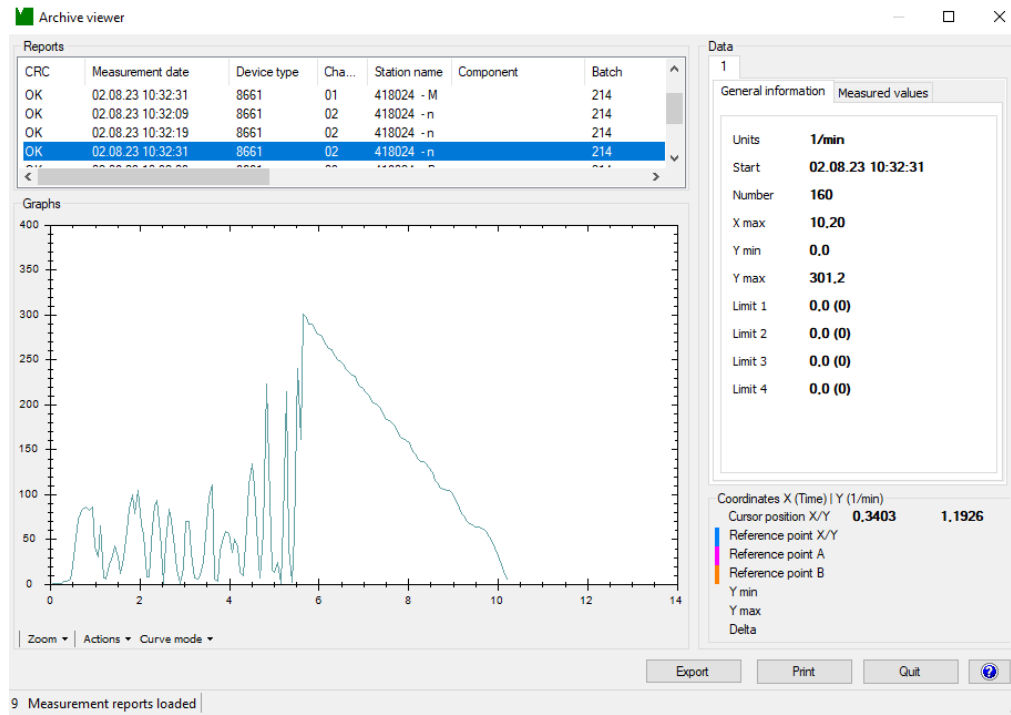 Archive viewer
Reports
CRC Measurement date Device type Cha... Station name Component Batch
OK 02.08.23 10:32:31 8661 01 418024 - M 214
OK 02.08.23 10:32:09 8661 02 418024 - n 214
OK 02.08.23 10:32:19 8661 02 418024 - n 214
OK 02.08.23 10:32:31 8661 02 418024 - n 214
Graphs
400
350
300
250
200
150
100
50
0
0 2 4 6 8 10 12 14
Zoom Actions Curve mode
Data
1
General information Measured values
Units 1/min
Start 02.08.23 10:32:31
Number 160
X max 10,20
Y min 0,0
Y max 301,2
Limit 1 0,0 (0)
Limit 2 0,0 (0)
Limit 3 0,0 (0)
Limit 4 0,0 (0)
Coordinates X (Time) | Y (1/min)
Cursor position X/Y 0,3403 1,1926
Reference point X/Y
Reference point A
Reference point B
Y min
Y max
Delta
Export Print Quit ?
9 Measurement reports loaded